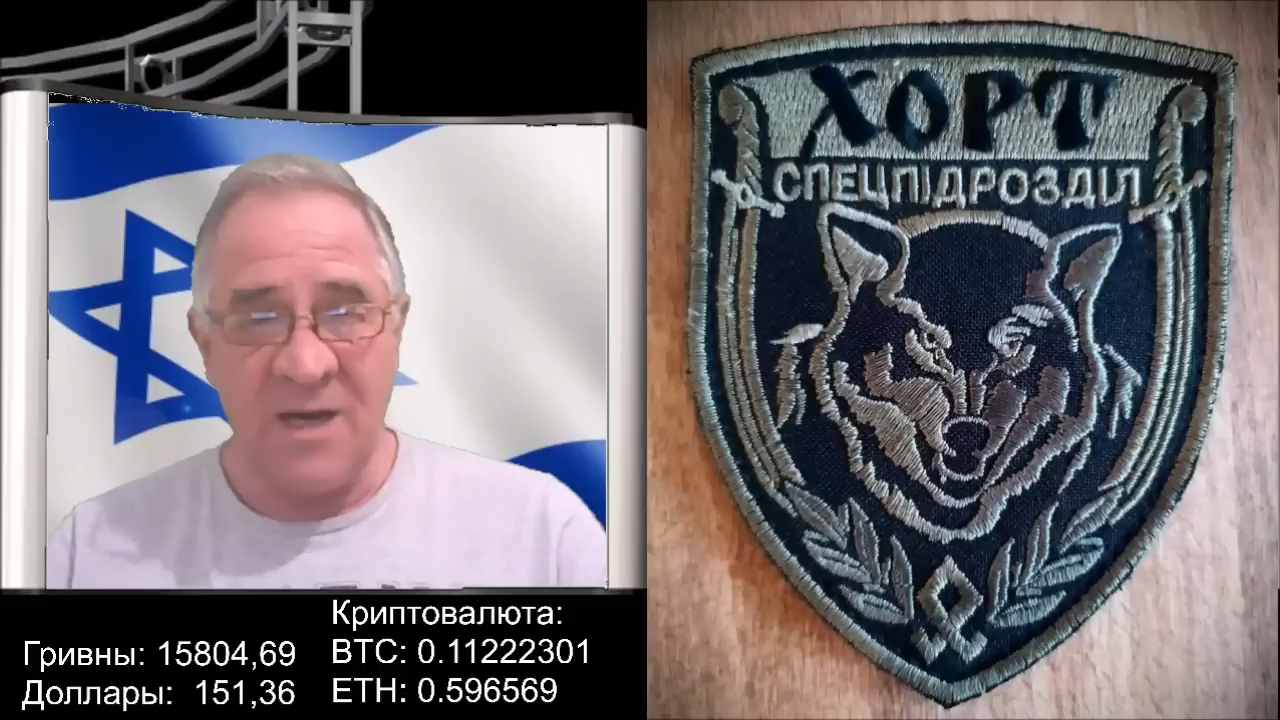 Криптовалюта:
Гривны: 15804,69
BTC: 0.11222301
Доллары: 151,36
ETH: 0.596569
ХОРТ
СПЕЦПІДРОЗДІЛ